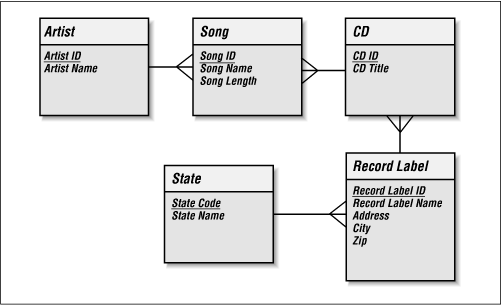 Artist
Artist ID
Artist Name
Song
Song ID
Song Name
Song Length
CD
CD ID
CD Title
State
State Code
State Name
Record Label
Record Label ID
Record Label Name
Address
City
Zip